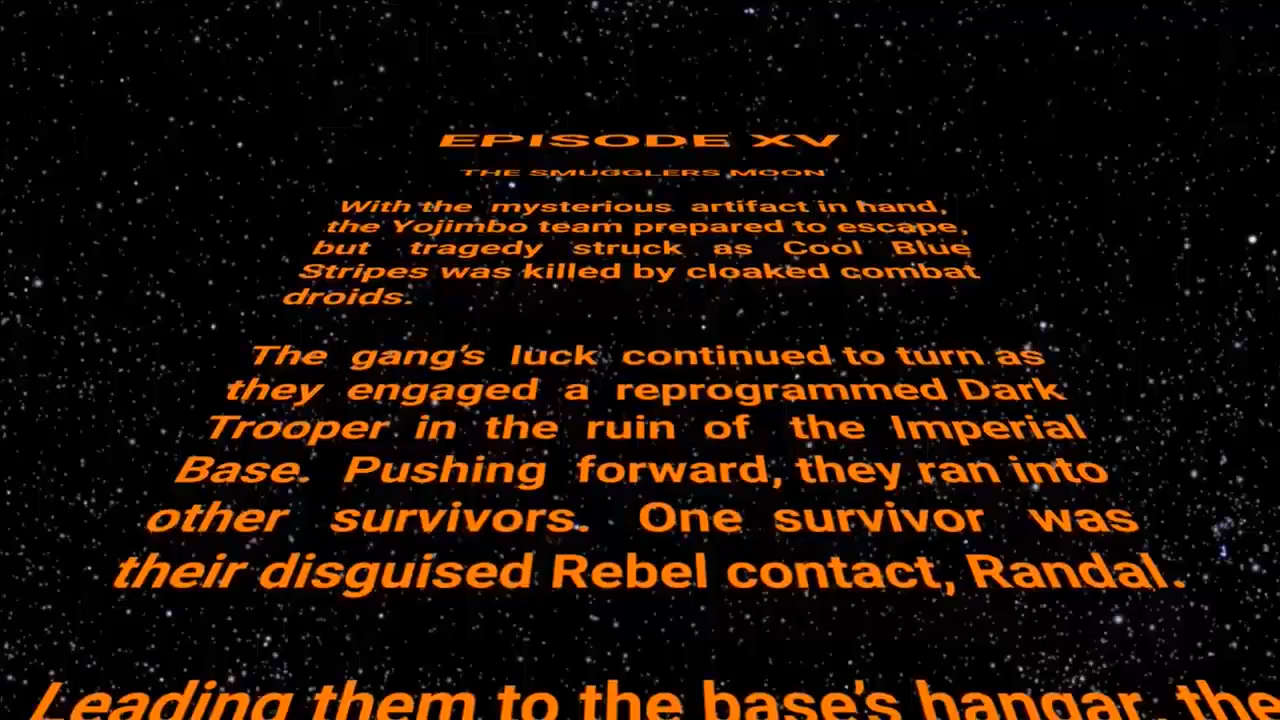 EPISODE XV
THE SMUGGLERS MOON
With the mysterious artifact in hand,
the Yojimbo team prepared to escape,
but tragedy struck as Cool Blue
Stripes was killed by cloaked combat
droids.
The gang's luck continued to turn as
they engaged a reprogrammed Dark
Trooper in the ruin of the Imperial
Base. Pushing forward, they ran into
other survivors. One survivor was
their disguised Rebel contact, Randal.
Leading them to the base's hangar, the